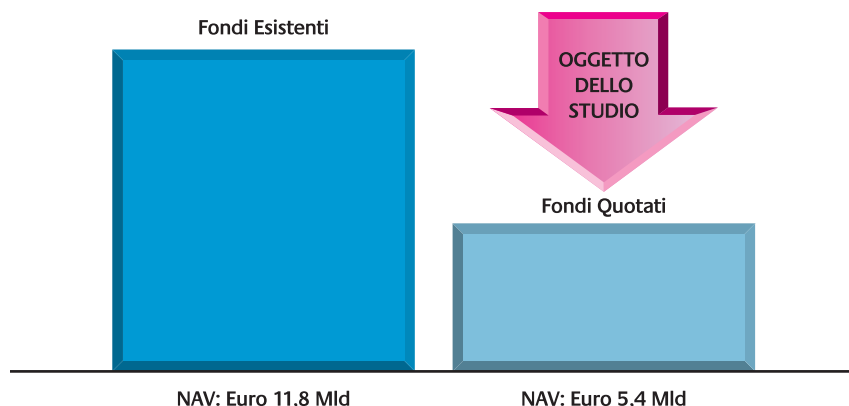 Fondi Esistenti
OGGETTO
DELLO
STUDIO
Fondi Quotati
NAV: Euro 11,8 Mld
NAV: Euro 5,4 Mld